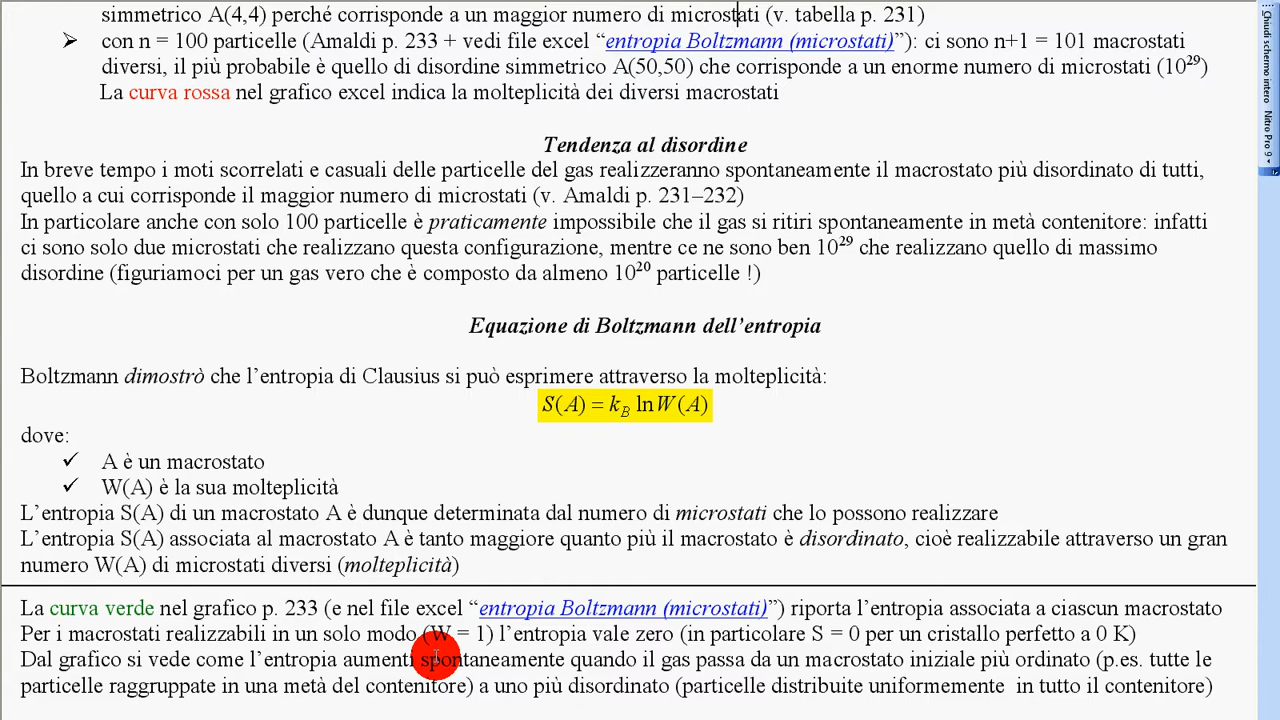 simmetrico A(4,4) perché corrisponde a un maggior numero di microstati (v. tabella p. 231)
con n = 100 particelle (Amaldi p. 233 + vedi file excel “entropia Boltzmann (microstati)”): ci sono n+1 = 101 macrostati
diversi, il più probabile è quello di disordine simmetrico A(50,50) che corrisponde a un enorme numero di microstati (10²⁹)
La curva rossa nel grafico excel indica la molteplicità dei diversi macrostati
Tendenza al disordine
In breve tempo i moti scorrelati e casuali delle particelle del gas realizzeranno spontaneamente il macrostato più disordinato di tutti,
quello a cui corrisponde il maggior numero di microstati (v. Amaldi p. 231–232)
In particolare anche con solo 100 particelle è praticamente impossibile che il gas si ritiri spontaneamente in metà contenitore: infatti
ci sono solo due microstati che realizzano questa configurazione, mentre ce ne sono ben 10²⁹ che realizzano quello di massimo
disordine (figuriamoci per un gas vero che è composto da almeno 10²⁰ particelle !)
Equazione di Boltzmann dell’entropia
Boltzmann dimostrò che l’entropia di Clausius si può esprimere attraverso la molteplicità:
S(A) = k_B ln W(A)
dove:
✓ A è un macrostato
✓ W(A) è la sua molteplicità
L’entropia S(A) di un macrostato A è dunque determinata dal numero di microstati che lo possono realizzare
L’entropia S(A) associata al macrostato A è tanto maggiore quanto più il macrostato è disordinato, cioè realizzabile attraverso un gran
numero W(A) di microstati diversi (molteplicità)
La curva verde nel grafico p. 233 (e nel file excel “entropia Boltzmann (microstati)”) riporta l’entropia associata a ciascun macrostato
Per i macrostati realizzabili in un solo modo (W = 1) l’entropia vale zero (in particolare S = 0 per un cristallo perfetto a 0 K)
Dal grafico si vede come l’entropia aumenti spontaneamente quando il gas passa da un macrostato iniziale più ordinato (p.es. tutte le
particelle raggruppate in una metà del contenitore) a uno più disordinato (particelle distribuite uniformemente in tutto il contenitore)
Chiudi schermo intero
Nitro Pro 9